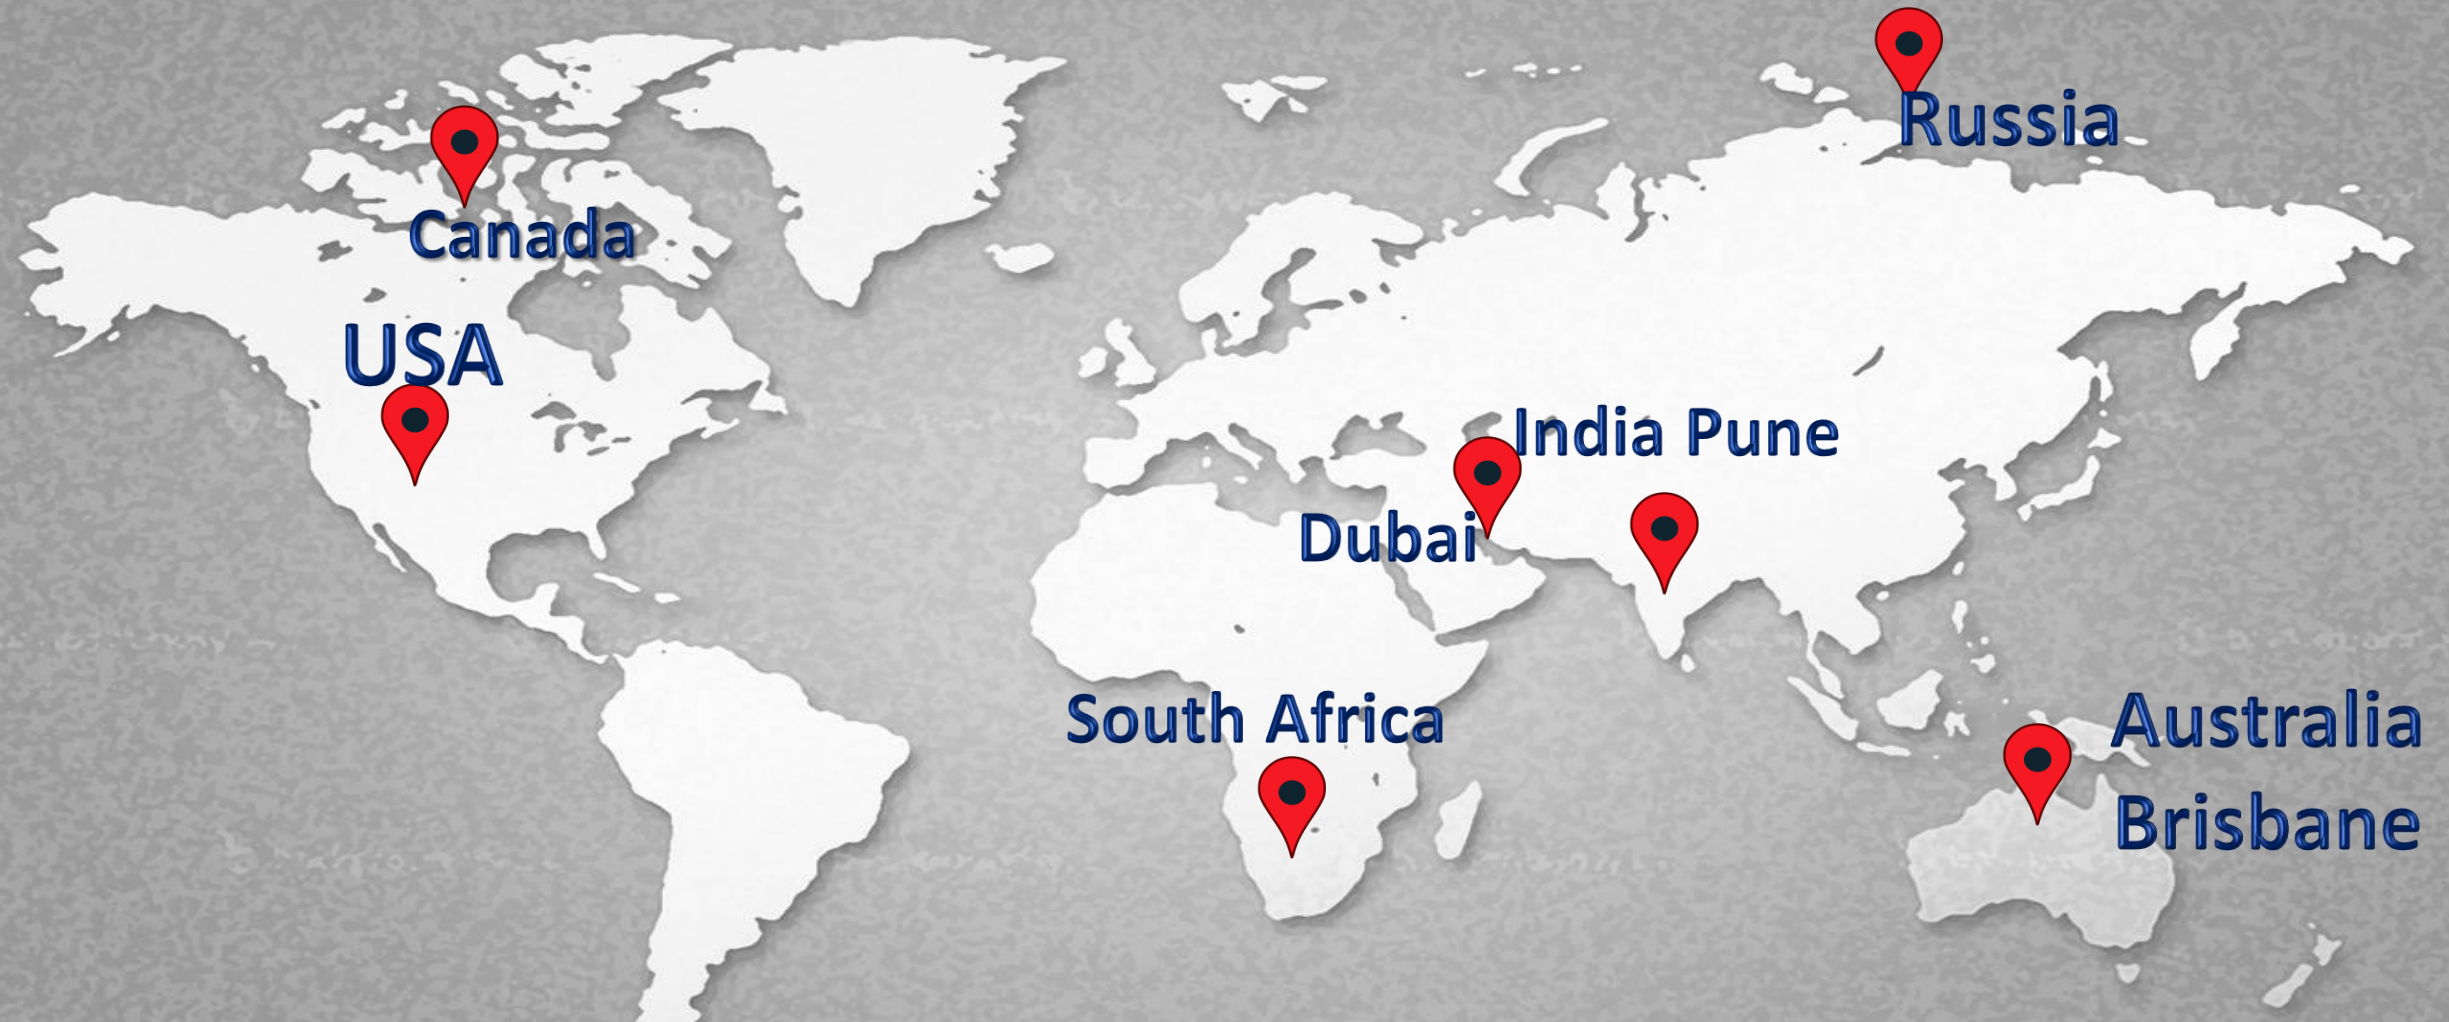 Russia
Canada
USA
India Pune
Dubai
South Africa
Australia
Brisbane